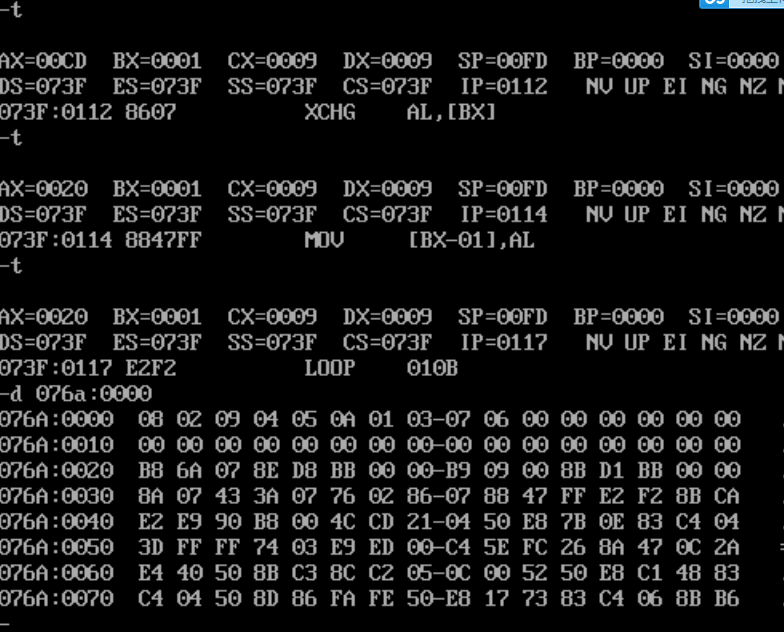 -t
AX=00CD BX=0001 CX=0009 DX=0009 SP=00FD BP=0000 SI=0000
DS=073F ES=073F SS=073F CS=073F IP=0112 NV UP EI NG NZ
073F:0112 8607 XCHG AL,[BX]
-t
AX=0020 BX=0001 CX=0009 DX=0009 SP=00FD BP=0000 SI=0000
DS=073F ES=073F SS=073F CS=073F IP=0114 NV UP EI NG NZ
073F:0114 8847FF MOV [BX-01],AL
-t
AX=0020 BX=0001 CX=0009 DX=0009 SP=00FD BP=0000 SI=0000
DS=073F ES=073F SS=073F CS=073F IP=0117 NV UP EI NG NZ
073F:0117 E2F2 LOOP 010B
-d 076a:0000
076A:0000 08 02 09 04 05 0A 01 03-07 06 00 00 00 00 00 00
076A:0010 00 00 00 00 00 00 00 00-00 00 00 00 00 00 00 00
076A:0020 B8 6A 07 8E D8 BB 00 00-B9 09 00 8B D1 BB 00 00
076A:0030 8A 07 43 3A 07 76 02 86-07 88 47 FF E2 F2 8B CA
076A:0040 E2 E9 90 B8 00 4C CD 21-04 50 E8 7B 0E 83 C4 04
076A:0050 3D FF FF 74 03 E9 ED 00-C4 5E FC 26 8A 47 0C 2A
076A:0060 E4 40 50 8B C3 8C C2 05-0C 00 52 50 E8 C1 48 83
076A:0070 C4 04 50 8D 86 FA FE 50-E8 17 73 83 C4 06 8B B6
-